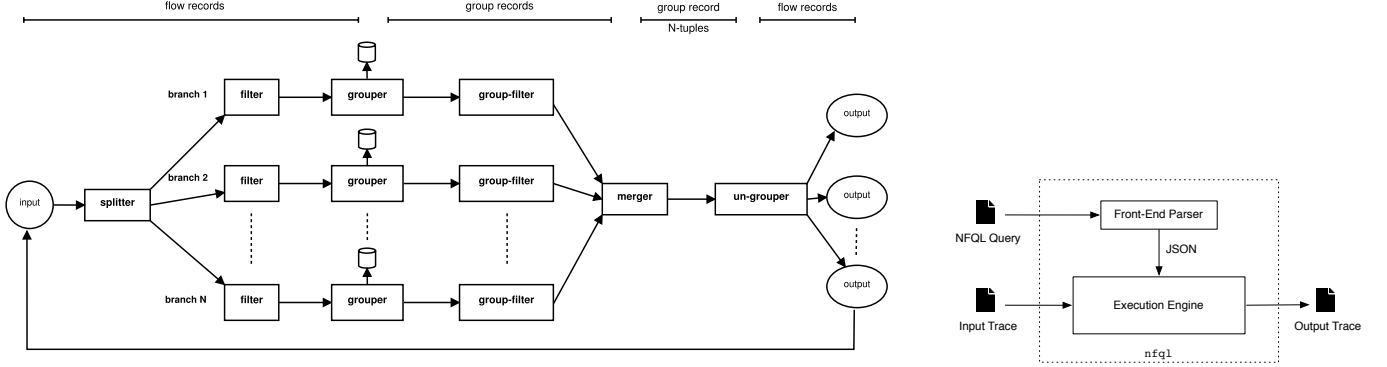 flow records
group records
group record
N-tuples
flow records
branch 1
filter
grouper
group-filter
output
branch 2
filter
grouper
group-filter
input
splitter
merger
un-grouper
output
branch N
filter
grouper
group-filter
output
NFQL Query
Front-End Parser
JSON
Input Trace
Execution Engine
Output Trace
nfql